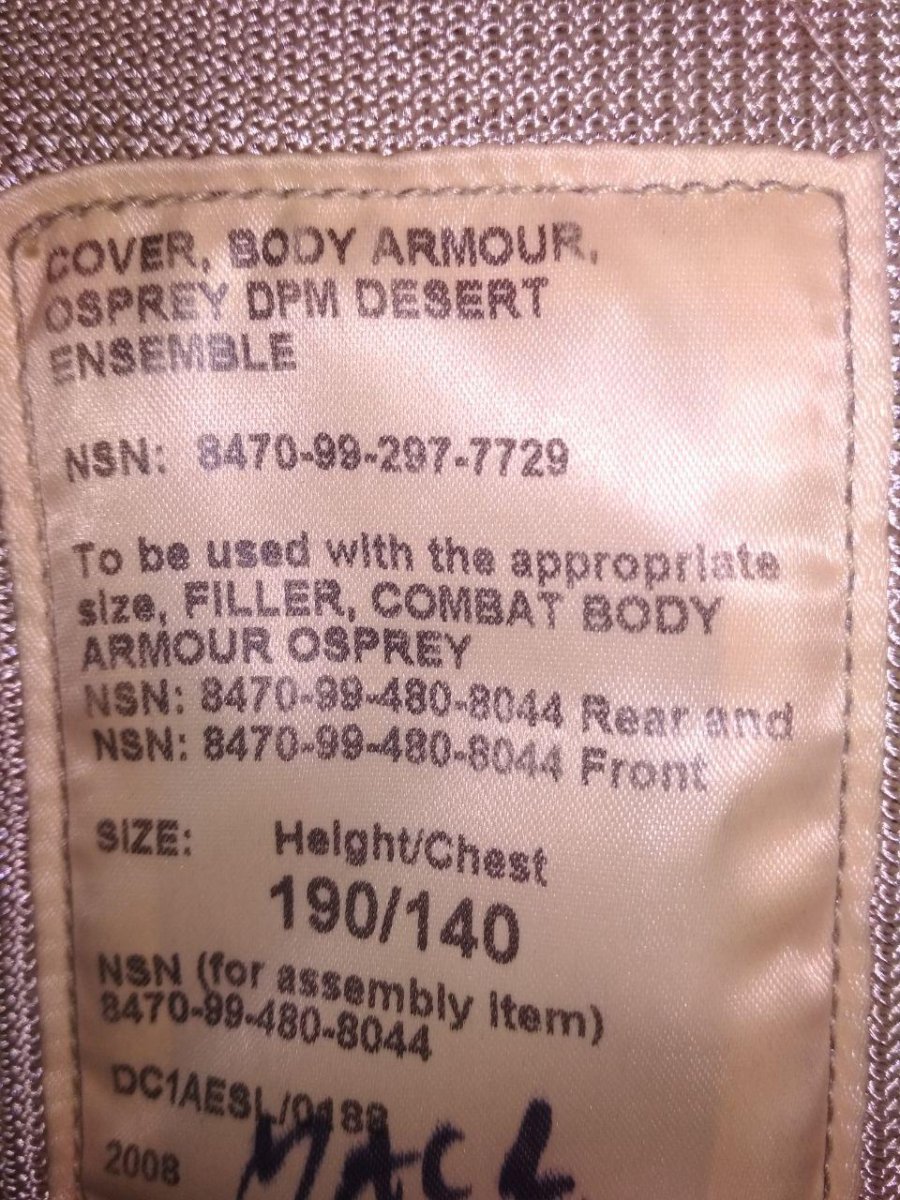 COVER, BODY ARMOUR,
OSPREY DPM DESERT
ENSEMBLE
NSN: 8470-99-297-7729
To be used with the appropriate
size, FILLER, COMBAT BODY
ARMOUR OSPREY
NSN: 8470-99-480-8044 Rear and
NSN: 8470-99-480-8044 Front
SIZE: Height/Chest
190/140
NSN (for assembly item)
8470-99-480-8044
DC1AESL/0188
2008